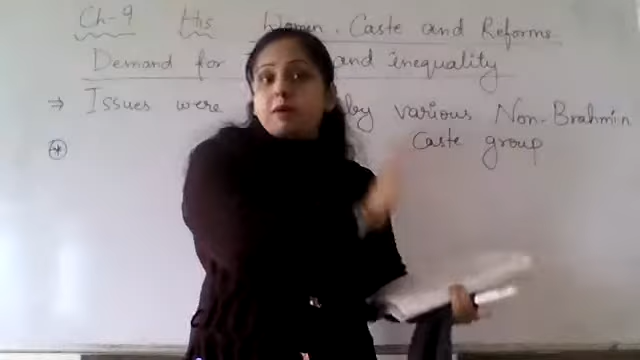 Ch-9 His Women, Caste and Reforms
Demand for and inequality
⇒ Issues were by various Non-Brahmin
Caste group